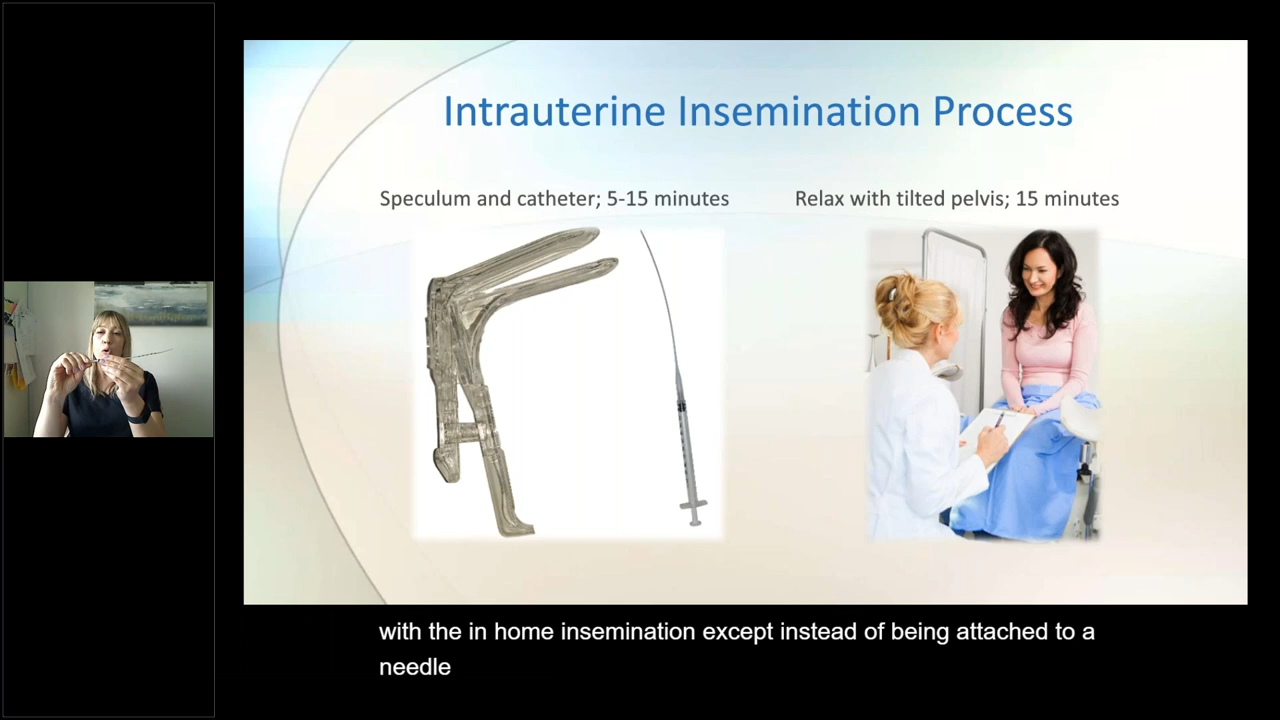 Intrauterine Insemination Process
Speculum and catheter; 5-15 minutes
Relax with tilted pelvis; 15 minutes
with the in home insemination except instead of being attached to a
needle